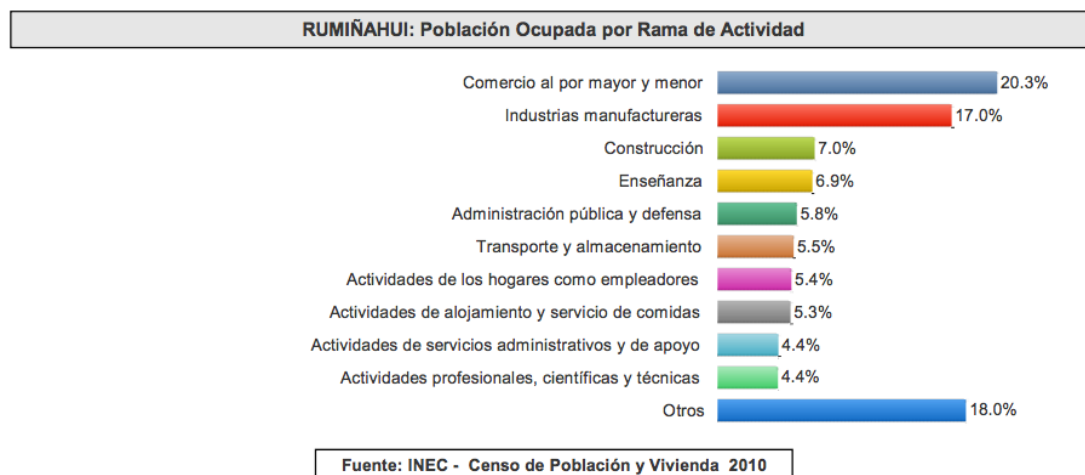 RUMIÑAHUI: Población Ocupada por Rama de Actividad
Comercio al por mayor y menor 20.3%
Industrias manufactureras 17.0%
Construcción 7.0%
Enseñanza 6.9%
Administración pública y defensa 5.8%
Transporte y almacenamiento 5.5%
Actividades de los hogares como empleadores 5.4%
Actividades de alojamiento y servicio de comidas 5.3%
Actividades de servicios administrativos y de apoyo 4.4%
Actividades profesionales, científicas y técnicas 4.4%
Otros 18.0%
Fuente: INEC - Censo de Población y Vivienda 2010